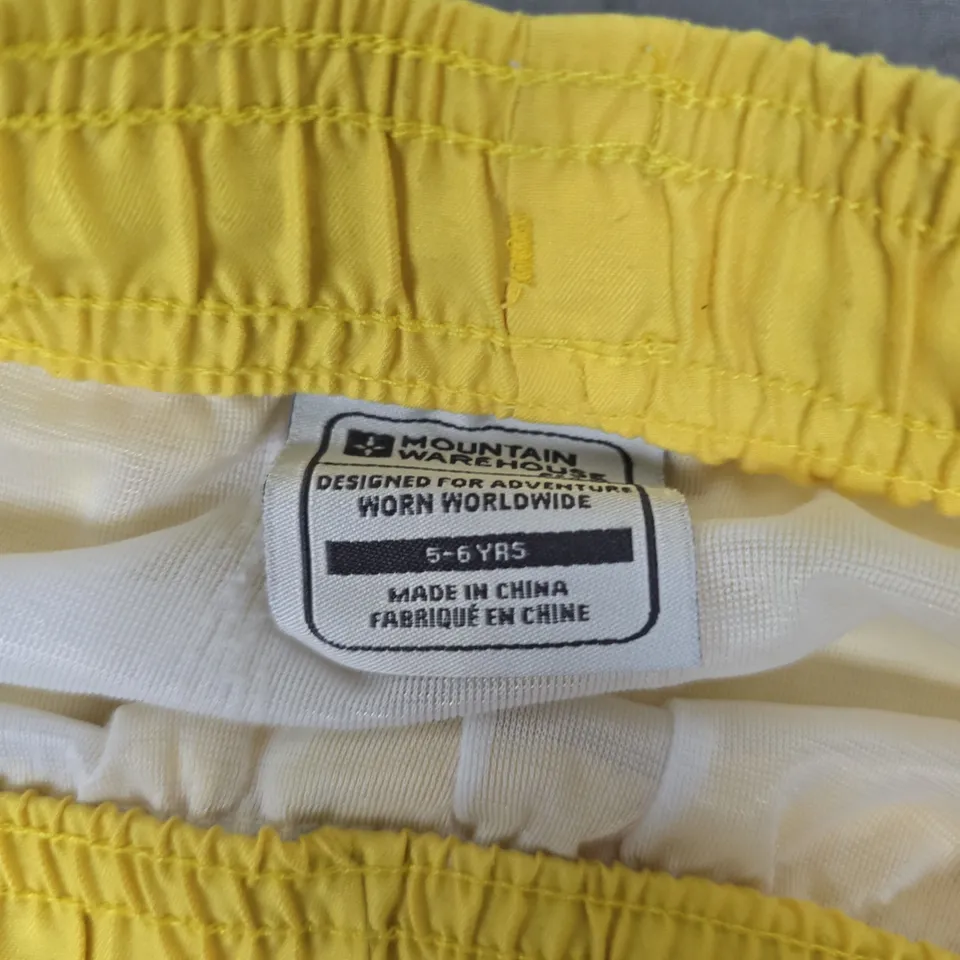 MOUNTAIN
WAREHOUSE
DESIGNED FOR ADVENTURE
WORN WORLDWIDE
5-6 YRS
MADE IN CHINA
FABRIQUÉ EN CHINE